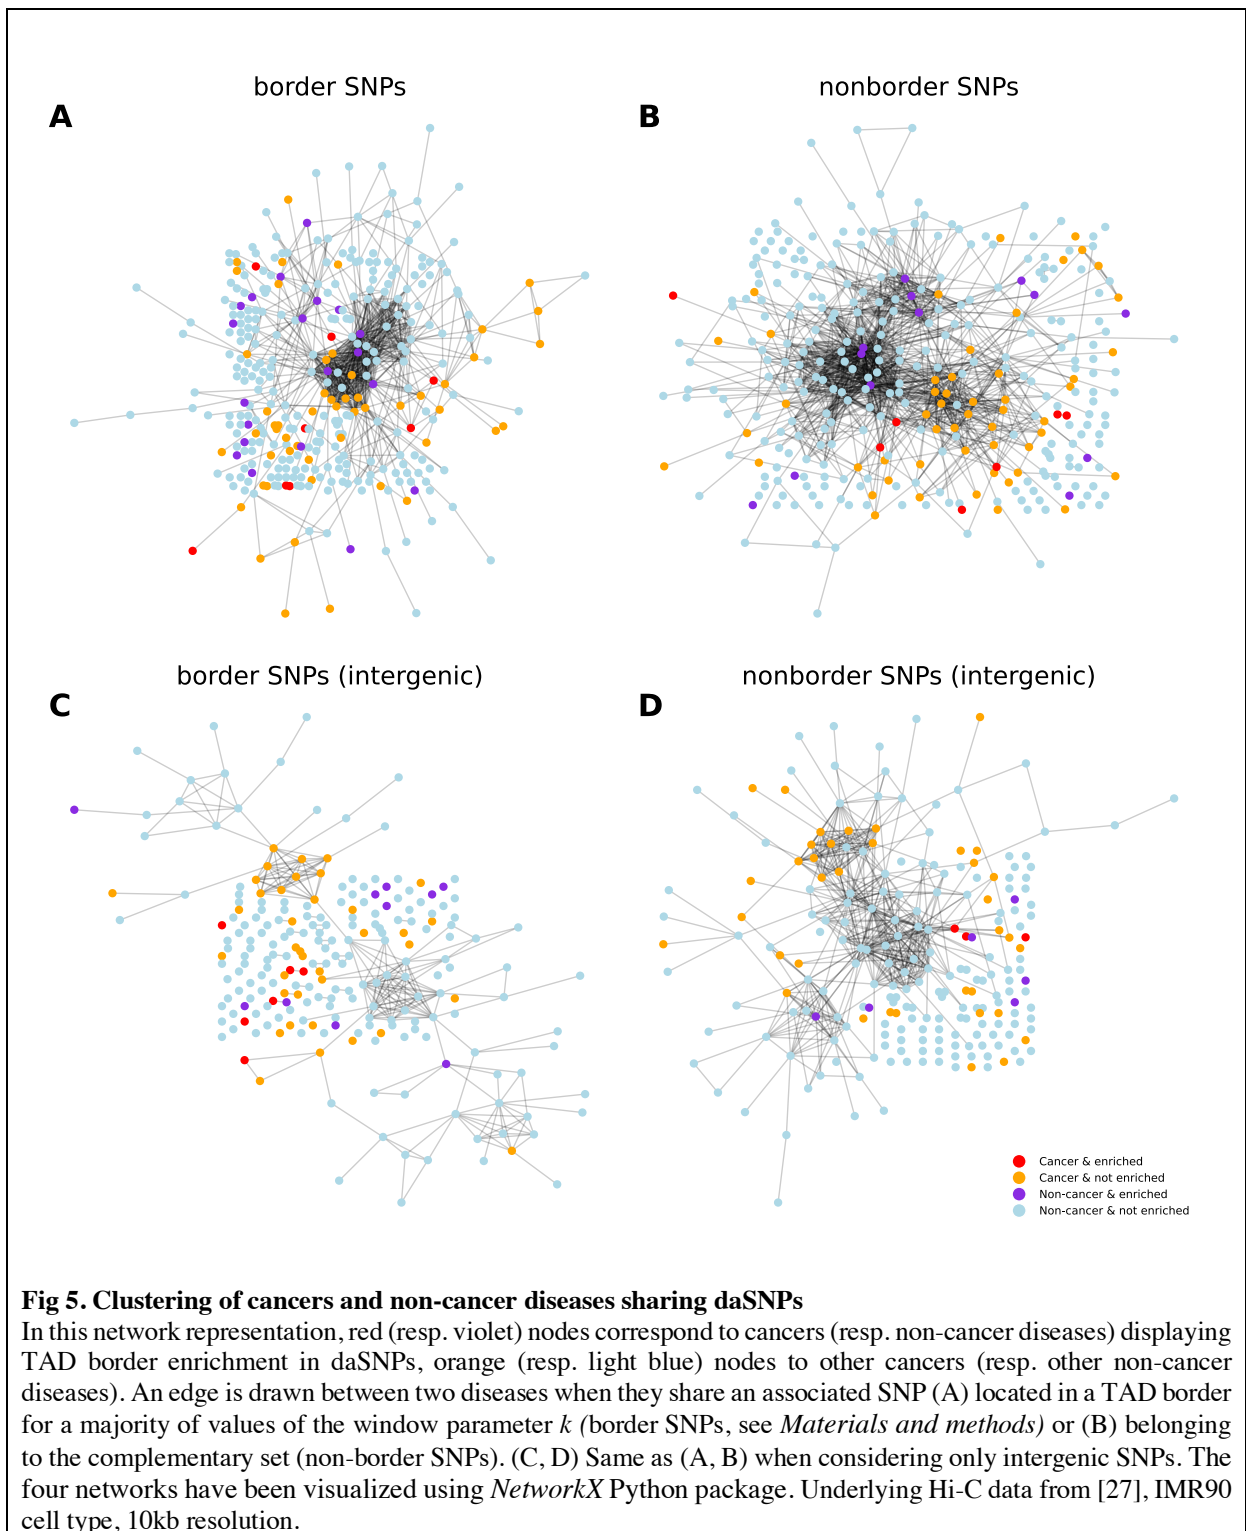 border SNPs
nonborder SNPs
A
B
border SNPs (intergenic)
nonborder SNPs (intergenic)
C
D
Cancer & enriched
Cancer & not enriched
Non-cancer & enriched
Non-cancer & not enriched
Fig 5. Clustering of cancers and non-cancer diseases sharing daSNPs
In this network representation, red (resp. violet) nodes correspond to cancers (resp. non-cancer diseases) displaying
TAD border enrichment in daSNPs, orange (resp. light blue) nodes to other cancers (resp. other non-cancer
diseases). An edge is drawn between two diseases when they share an associated SNP (A) located in a TAD border
for a majority of values of the window parameter k (border SNPs, see Materials and methods) or (B) belonging
to the complementary set (non-border SNPs). (C, D) Same as (A, B) when considering only intergenic SNPs. The
four networks have been visualized using NetworkX Python package. Underlying Hi-C data from [27], IMR90
cell type, 10kb resolution.